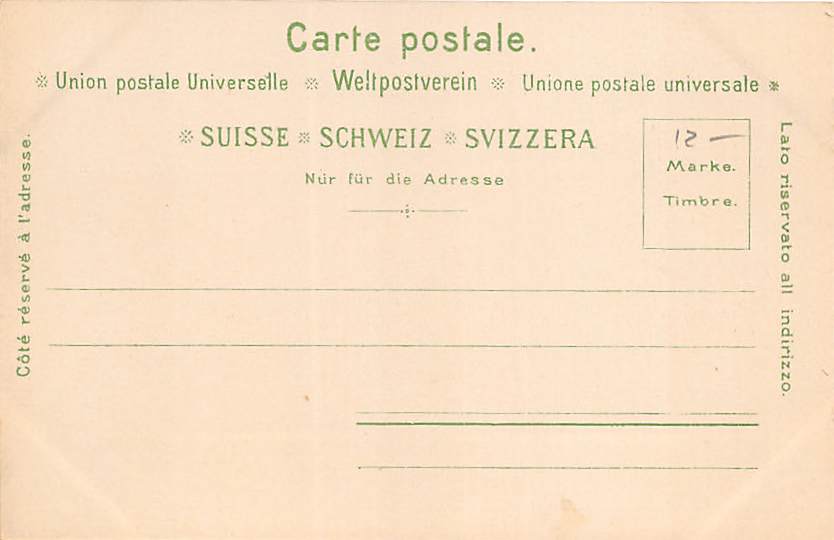 Carte postale.
Union postale Universelle ※ Weltpostverein ※ Unione postale universale
SUISSE ※ SCHWEIZ ※ SVIZZERA
Nur für die Adresse
12 —
Marke.
Timbre.
Côté réservé à l'adresse.
Lato riservato all indirizzo.